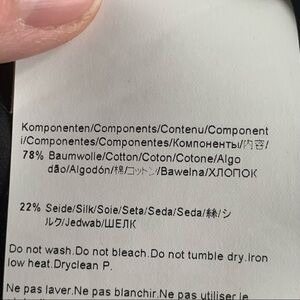 Komponenten/Components/Contenu/Component
i/Componentes/Componentes/Компоненты/内容/
78% Baumwolle/Cotton/Coton/Cotone/Algo
dão/Algodón/棉/コットン/Bawełna/ХЛОПОК
22% Seide/Silk/Soie/Seta/Seda/Seda/絲/シ
ルク/Jedwab/ШЕЛК
Do not wash.Do not bleach.Do not tumble dry.Iron
low heat.Dryclean P.
Ne pas laver.Ne pas blanchir.Ne pas utiliser le